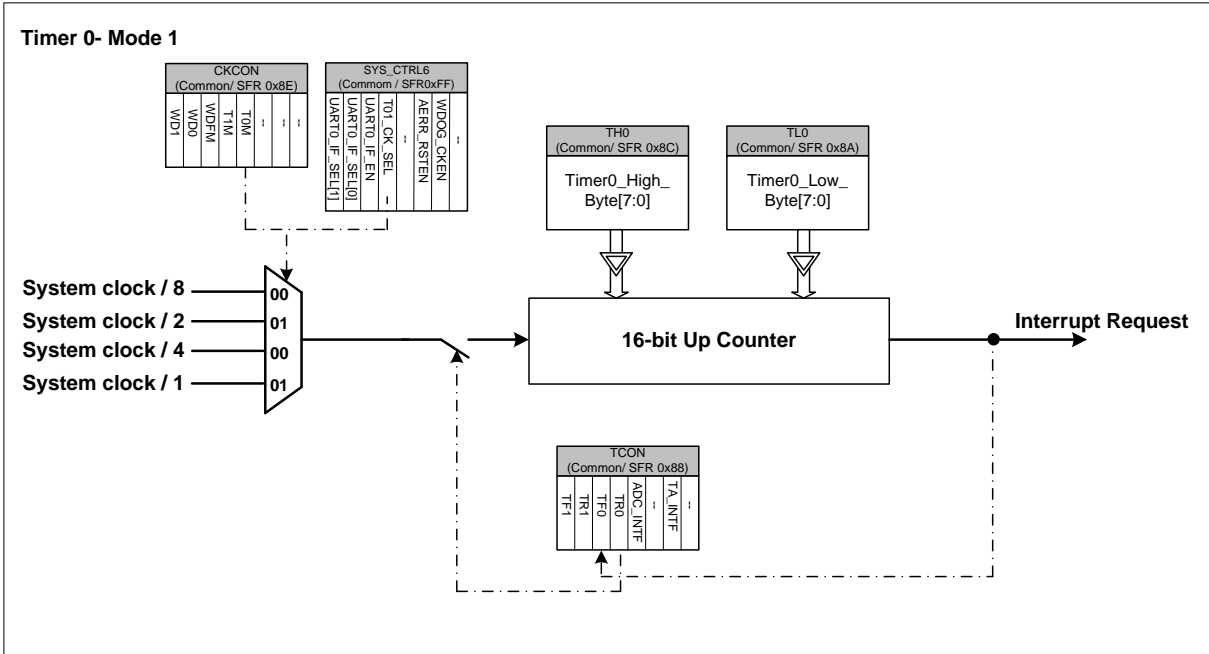 Timer 0- Mode 1
CKCON
(Common/ SFR 0x8E)
WD1
WD0
WDFM
T1M
T0M
--
--
--
SYS_CTRL6
(Commom / SFR0xFF)
UART0_IF_SEL[1]
UART0_IF_SEL[0]
UART0_IF_EN
T01_CK_SEL
--
AERR_RSTEN
WDOG_CKEN
--
TH0
(Common/ SFR 0x8C)
Timer0_High_
Byte[7:0]
TL0
(Common/ SFR 0x8A)
Timer0_Low_
Byte[7:0]
System clock / 8
00
System clock / 2
01
System clock / 4
00
System clock / 1
01
16-bit Up Counter
Interrupt Request
TCON
(Common/ SFR 0x88)
TF1
TR1
TF0
TR0
ADC_INTF
--
TA_INTF
--